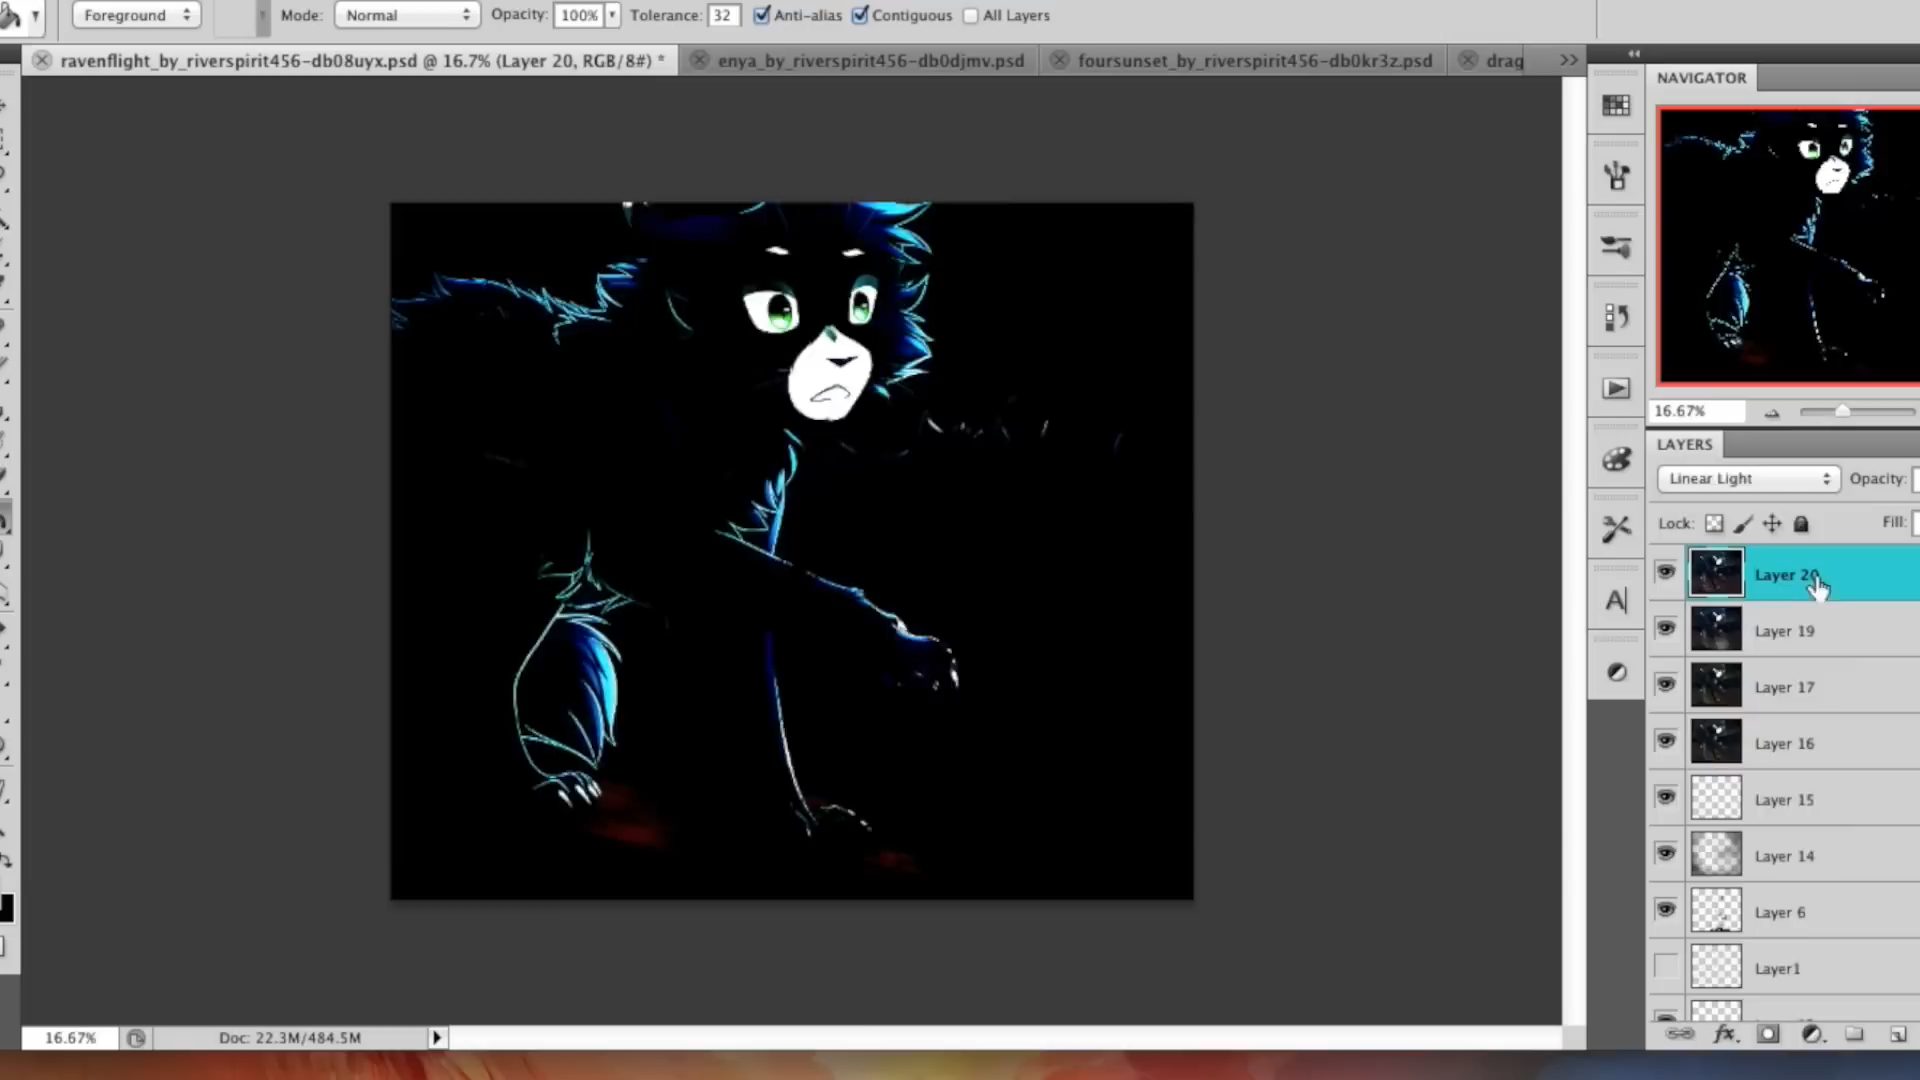 Foreground Mode: Normal Opacity: 100% Tolerance: 32 Anti-alias Contiguous All Layers
ravenflight_by_riverspirit456-db08uyx.psd @ 16.7% (Layer 20, RGB/8#) * enya_by_riverspirit456-db0djmv.psd foursunset_by_riverspirit456-db0kr3z.psd drag >>
NAVIGATOR
16.67%
LAYERS
Linear Light Opacity:
Lock: Fill:
Layer 20
Layer 19
Layer 17
Layer 16
Layer 15
Layer 14
Layer 6
Layer1
16.67% Doc: 22.3M/484.5M